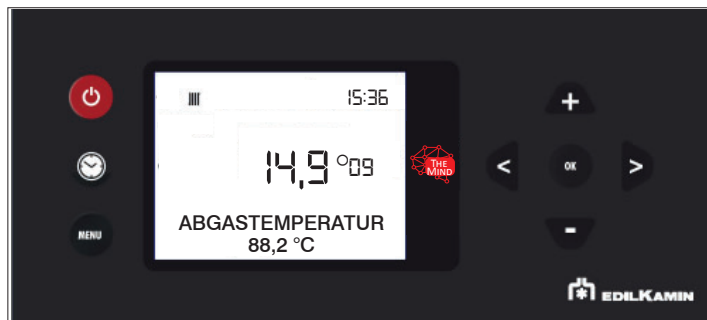 15:36
14,9 °09
THE
MIND
ABGASTEMPERATUR
88,2 °C
MENU
+
< OK >
-
EDILKAMIN